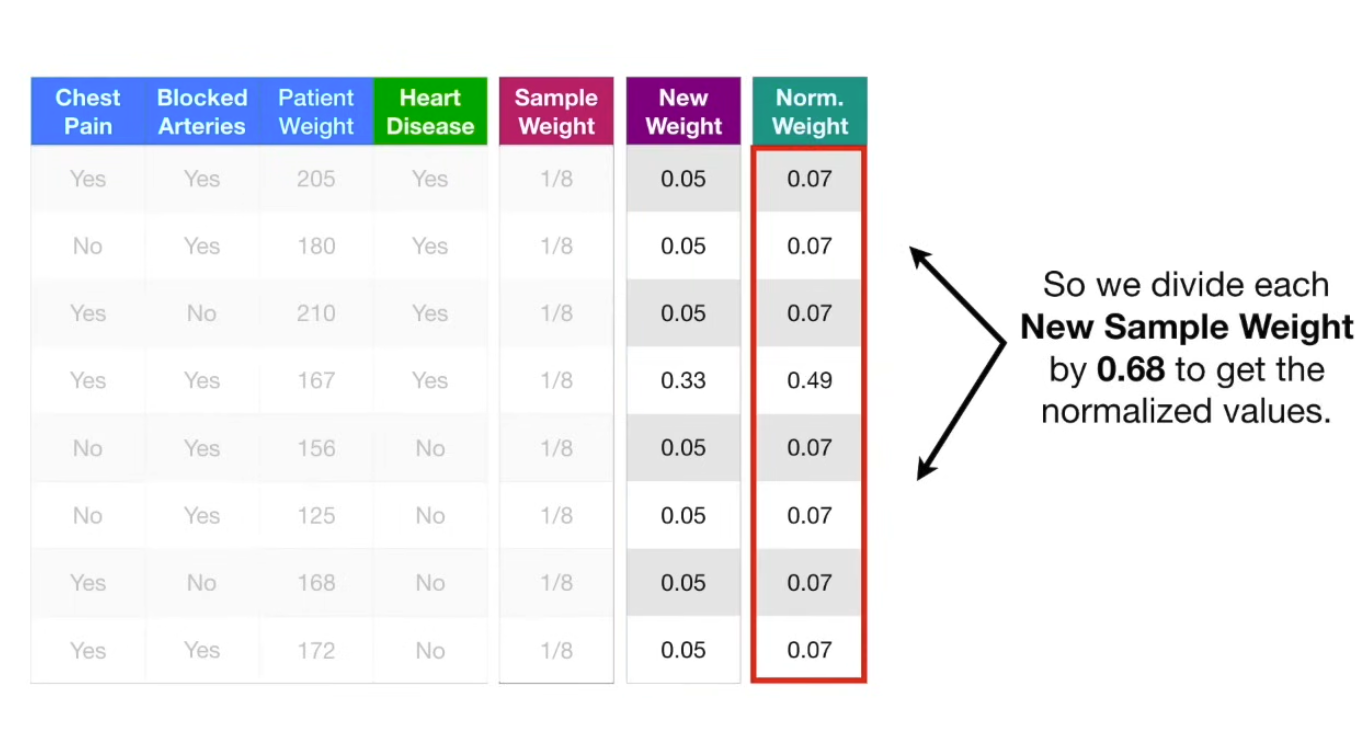 Chest Pain Blocked Arteries Patient Weight Heart Disease Sample Weight New Weight Norm. Weight
Yes Yes 205 Yes 1/8 0.05 0.07
No Yes 180 Yes 1/8 0.05 0.07
Yes No 210 Yes 1/8 0.05 0.07
Yes Yes 167 Yes 1/8 0.33 0.49
No Yes 156 No 1/8 0.05 0.07
No Yes 125 No 1/8 0.05 0.07
Yes No 168 No 1/8 0.05 0.07
Yes Yes 172 No 1/8 0.05 0.07
So we divide each
New Sample Weight
by 0.68 to get the
normalized values.